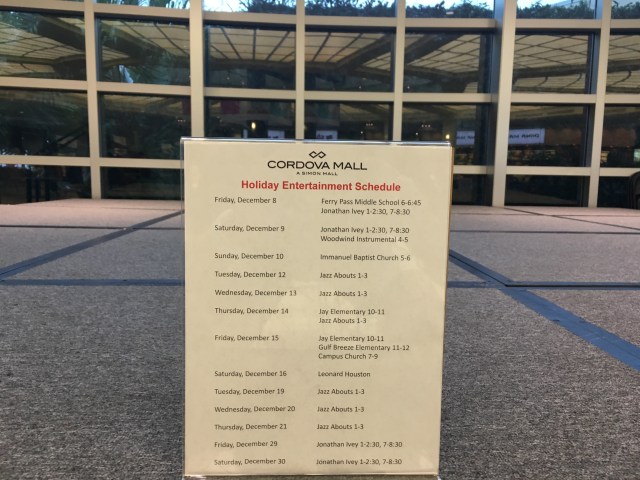 CORDOVA MALL
A SIMON MALL
Holiday Entertainment Schedule
Friday, December 8 Ferry Pass Middle School 6-6:45
Jonathan Ivey 1-2:30, 7-8:30
Saturday, December 9 Jonathan Ivey 1-2:30, 7-8:30
Woodwind Instrumental 4-5
Sunday, December 10 Immanuel Baptist Church 5-6
Tuesday, December 12 Jazz Abouts 1-3
Wednesday, December 13 Jazz Abouts 1-3
Thursday, December 14 Jay Elementary 10-11
Jazz Abouts 1-3
Friday, December 15 Jay Elementary 10-11
Gulf Breeze Elementary 11-12
Campus Church 7-9
Saturday, December 16 Leonard Houston
Tuesday, December 19 Jazz Abouts 1-3
Wednesday, December 20 Jazz Abouts 1-3
Thursday, December 21 Jazz Abouts 1-3
Friday, December 29 Jonathan Ivey 1-2:30, 7-8:30
Saturday, December 30 Jonathan Ivey 1-2:30, 7-8:30